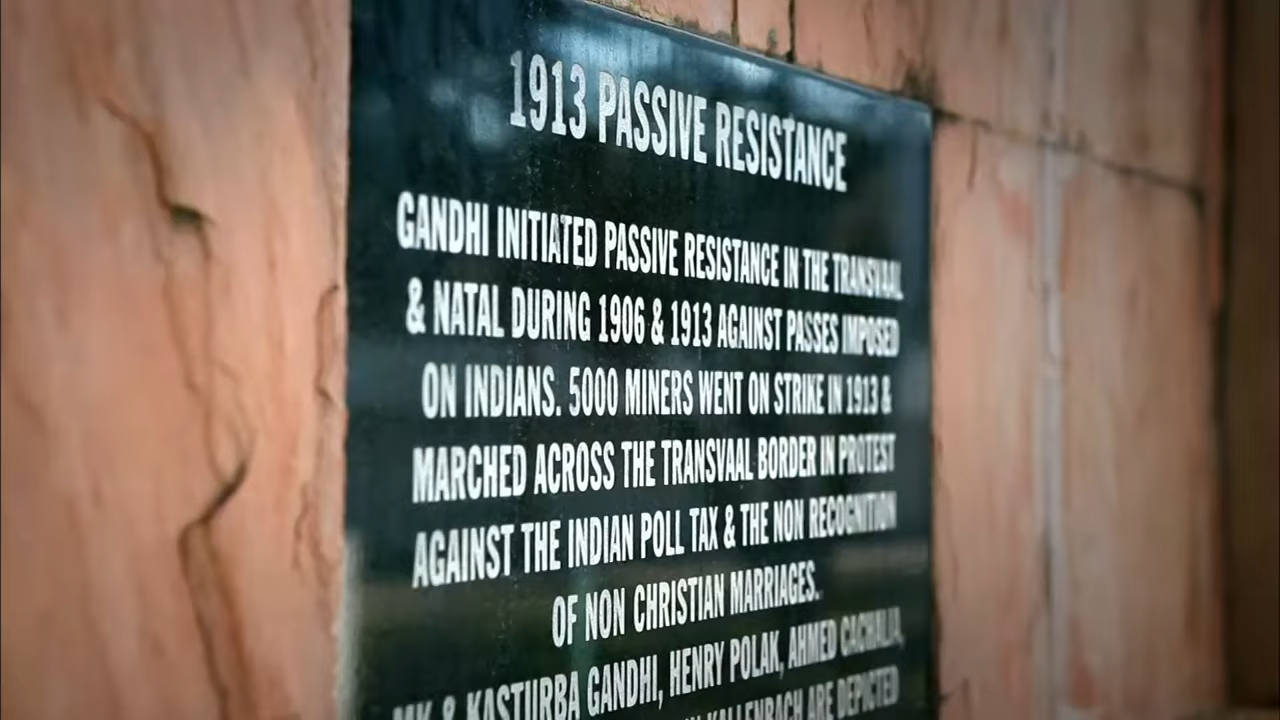 1913 PASSIVE RESISTANCE
GANDHI INITIATED PASSIVE RESISTANCE IN THE TRANSVAAL
& NATAL DURING 1906 & 1913 AGAINST PASSES IMPOSED
ON INDIANS. 5000 MINERS WENT ON STRIKE IN 1913 &
MARCHED ACROSS THE TRANSVAAL BORDER IN PROTEST
AGAINST THE INDIAN POLL TAX & THE NON RECOGNITION
OF NON CHRISTIAN MARRIAGES.
MK & KASTURBA GANDHI, HENRY POLAK, AHMED CACHALIA,
KALLENBACH ARE DEPICTED